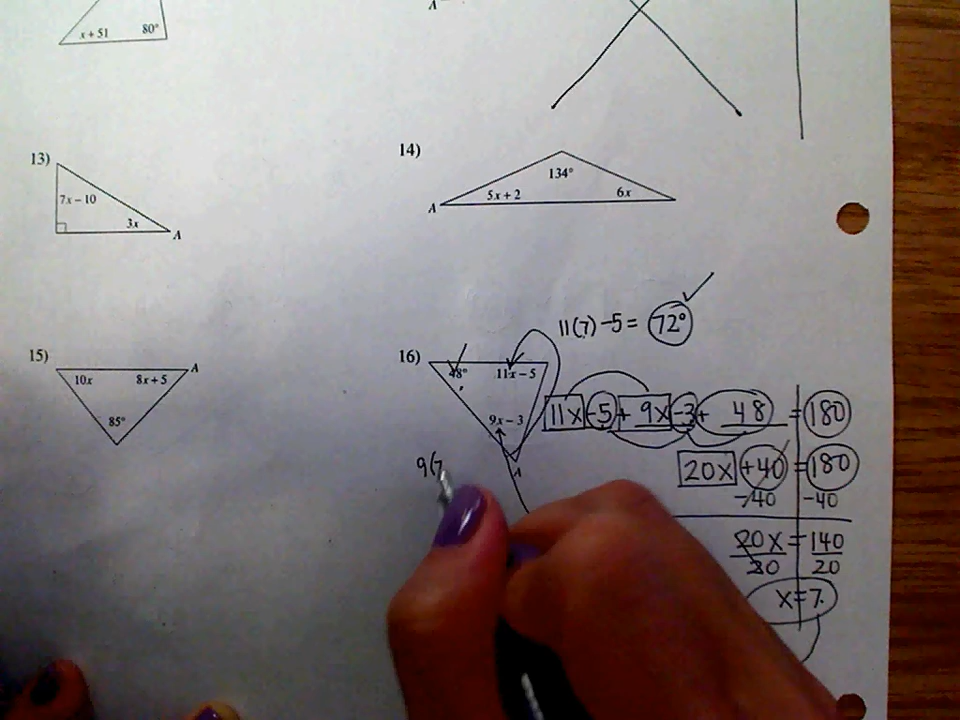 x + 51
80°
A
13)
7x − 10
3x
A
14)
134°
5x + 2
6x
A
15)
10x
8x + 5
A
85°
16)
48°
11x − 5
9x − 3
A
11(7) −5 = 72°
11x −5 + 9x −3 + 48 = 180
20x +40 = 180
−40 −40
20x = 140
20 20
x = 7.
9(7